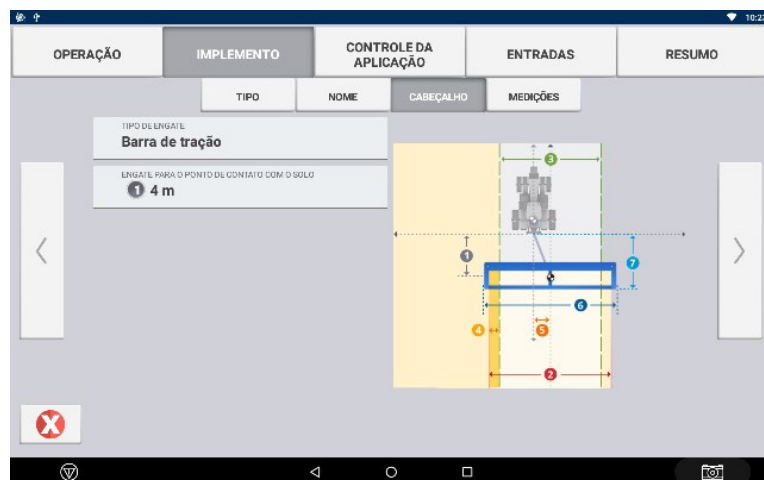 10:22
OPERAÇÃO
IMPLEMENTO
CONTROLE DA
APLICAÇÃO
ENTRADAS
RESUMO
TIPO
NOME
CABEÇALHO
MEDIÇÕES
TIPO DE ENGATE
Barra de tração
ENGATE PARA O PONTO DE CONTATO COM O SOLO
1 4 m
3
1
7
6
4
5
2